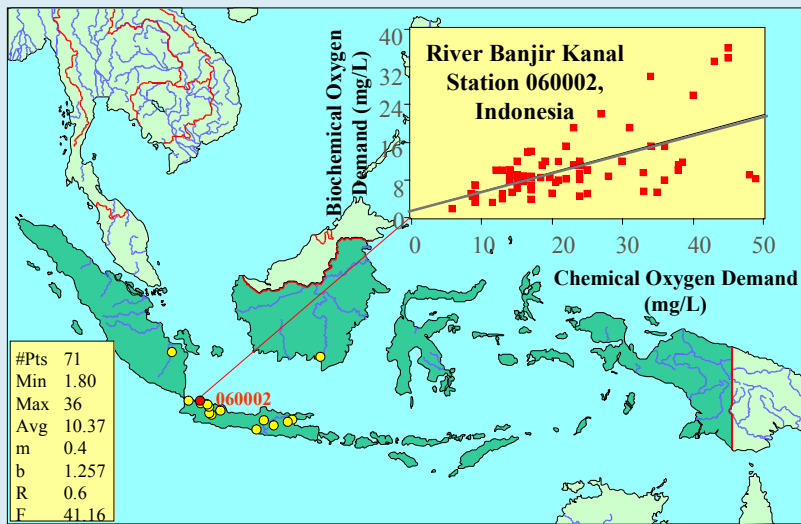 River Banjir Kanal
Station 060002,
Indonesia
Biochemical Oxygen
Demand (mg/L)
40
32
24
16
8
0
0 10 20 30 40 50
Chemical Oxygen Demand
(mg/L)
060002
#Pts 71
Min 1.80
Max 36
Avg 10.37
m 0.4
b 1.257
R 0.6
F 41.16